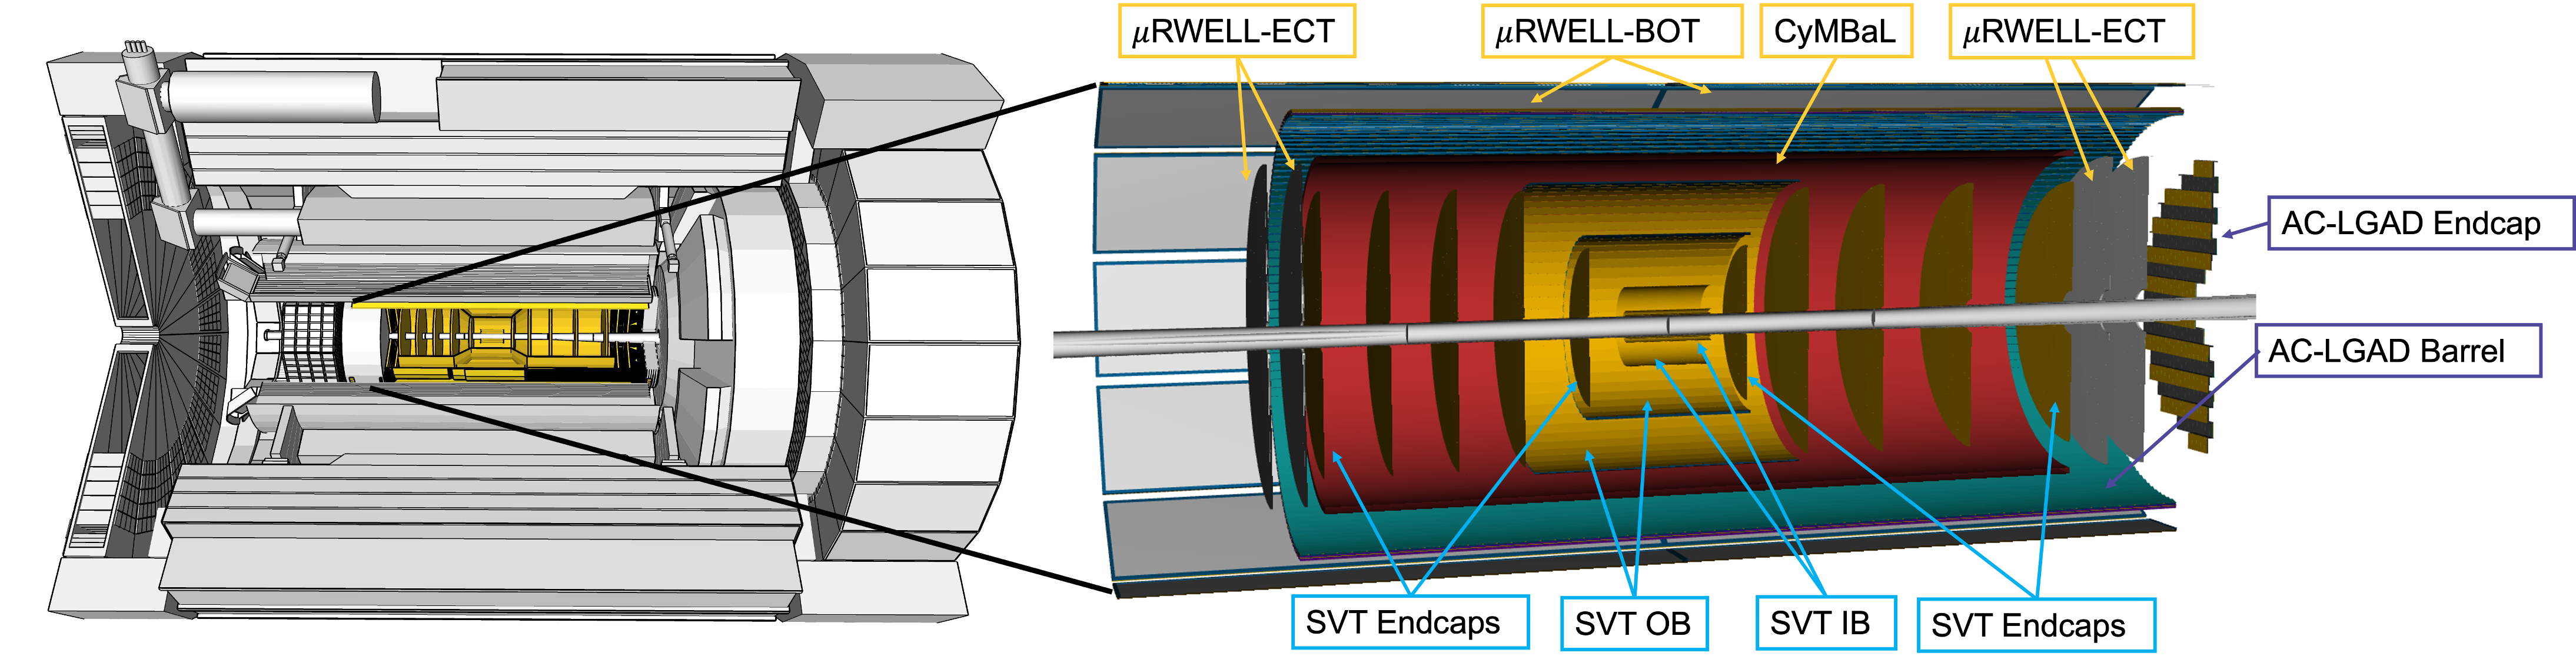 μRWELL-ECT
μRWELL-BOT
CyMBaL
μRWELL-ECT
AC-LGAD Endcap
AC-LGAD Barrel
SVT Endcaps
SVT OB
SVT IB
SVT Endcaps